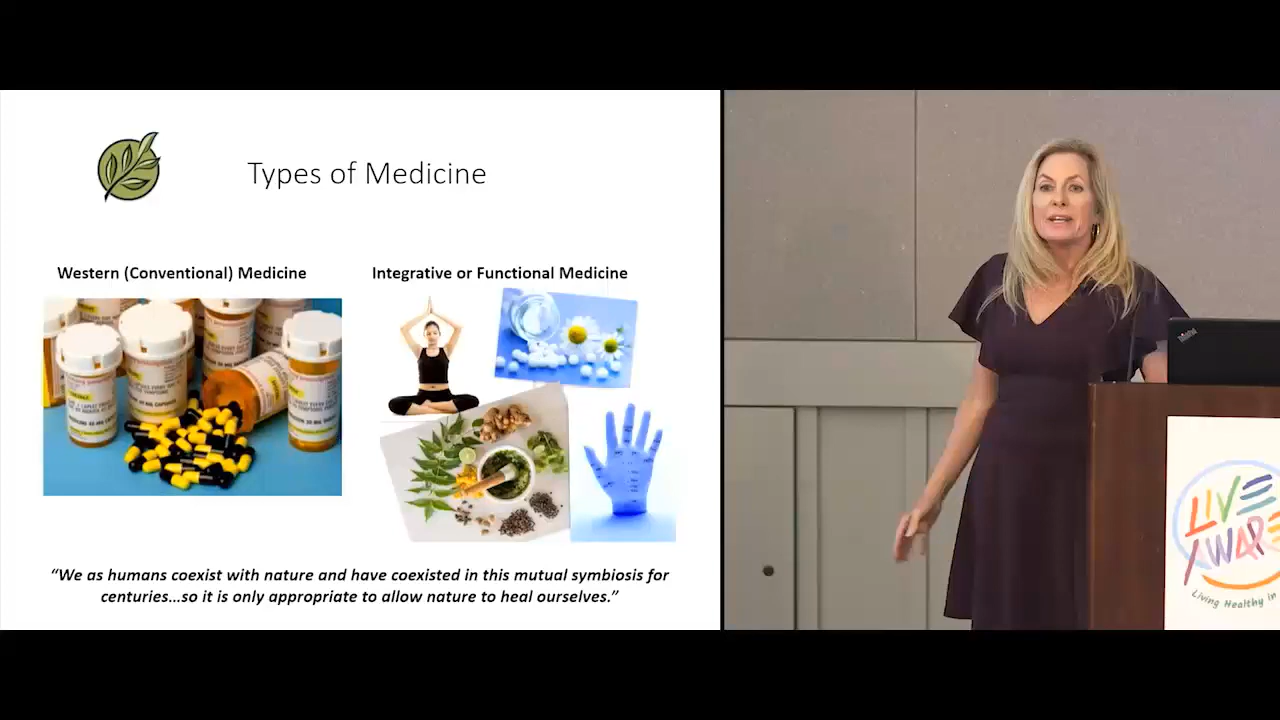 Types of Medicine
Western (Conventional) Medicine
Integrative or Functional Medicine
“We as humans coexist with nature and have coexisted in this mutual symbiosis for
centuries…so it is only appropriate to allow nature to heal ourselves.”
ThinkPad
LIVE
AWARE
Living Healthy in